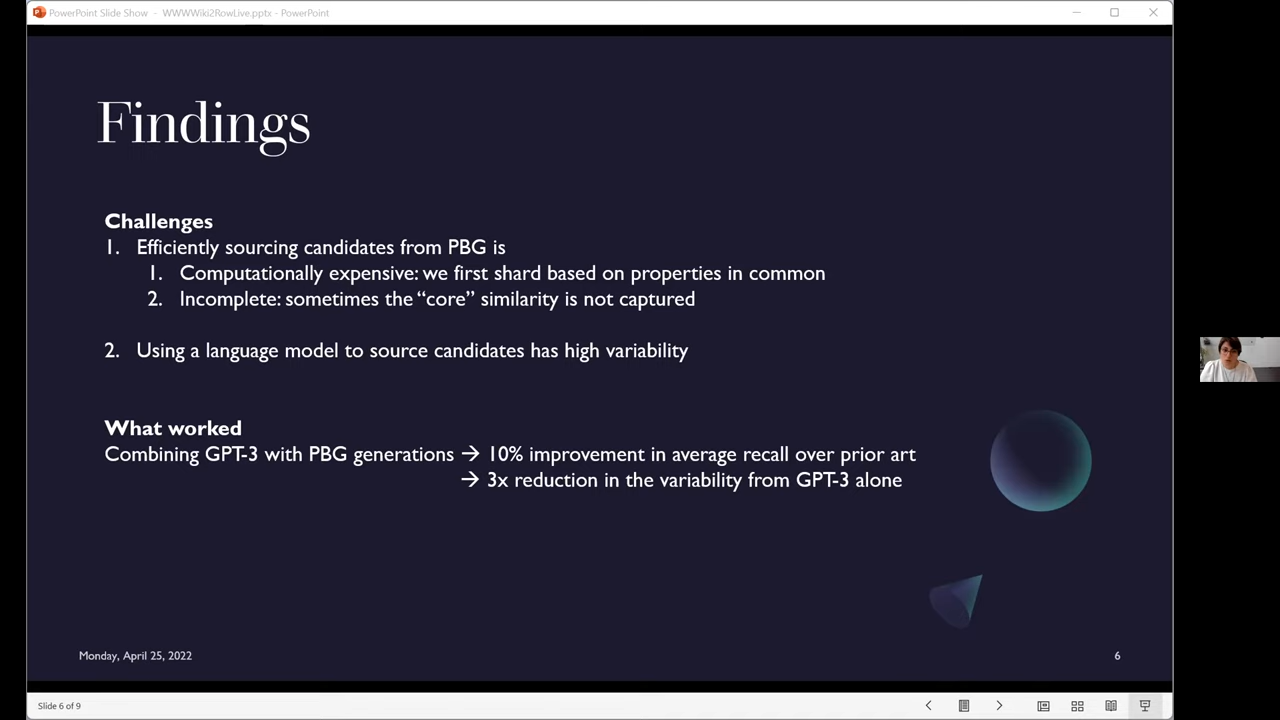 PowerPoint Slide Show - WWWWiki2RowLive.pptx - PowerPoint
Findings
Challenges
1. Efficiently sourcing candidates from PBG is
1. Computationally expensive: we first shard based on properties in common
2. Incomplete: sometimes the “core” similarity is not captured
2. Using a language model to source candidates has high variability
What worked
Combining GPT-3 with PBG generations → 10% improvement in average recall over prior art
→ 3x reduction in the variability from GPT-3 alone
Monday, April 25, 2022
6
Slide 6 of 9